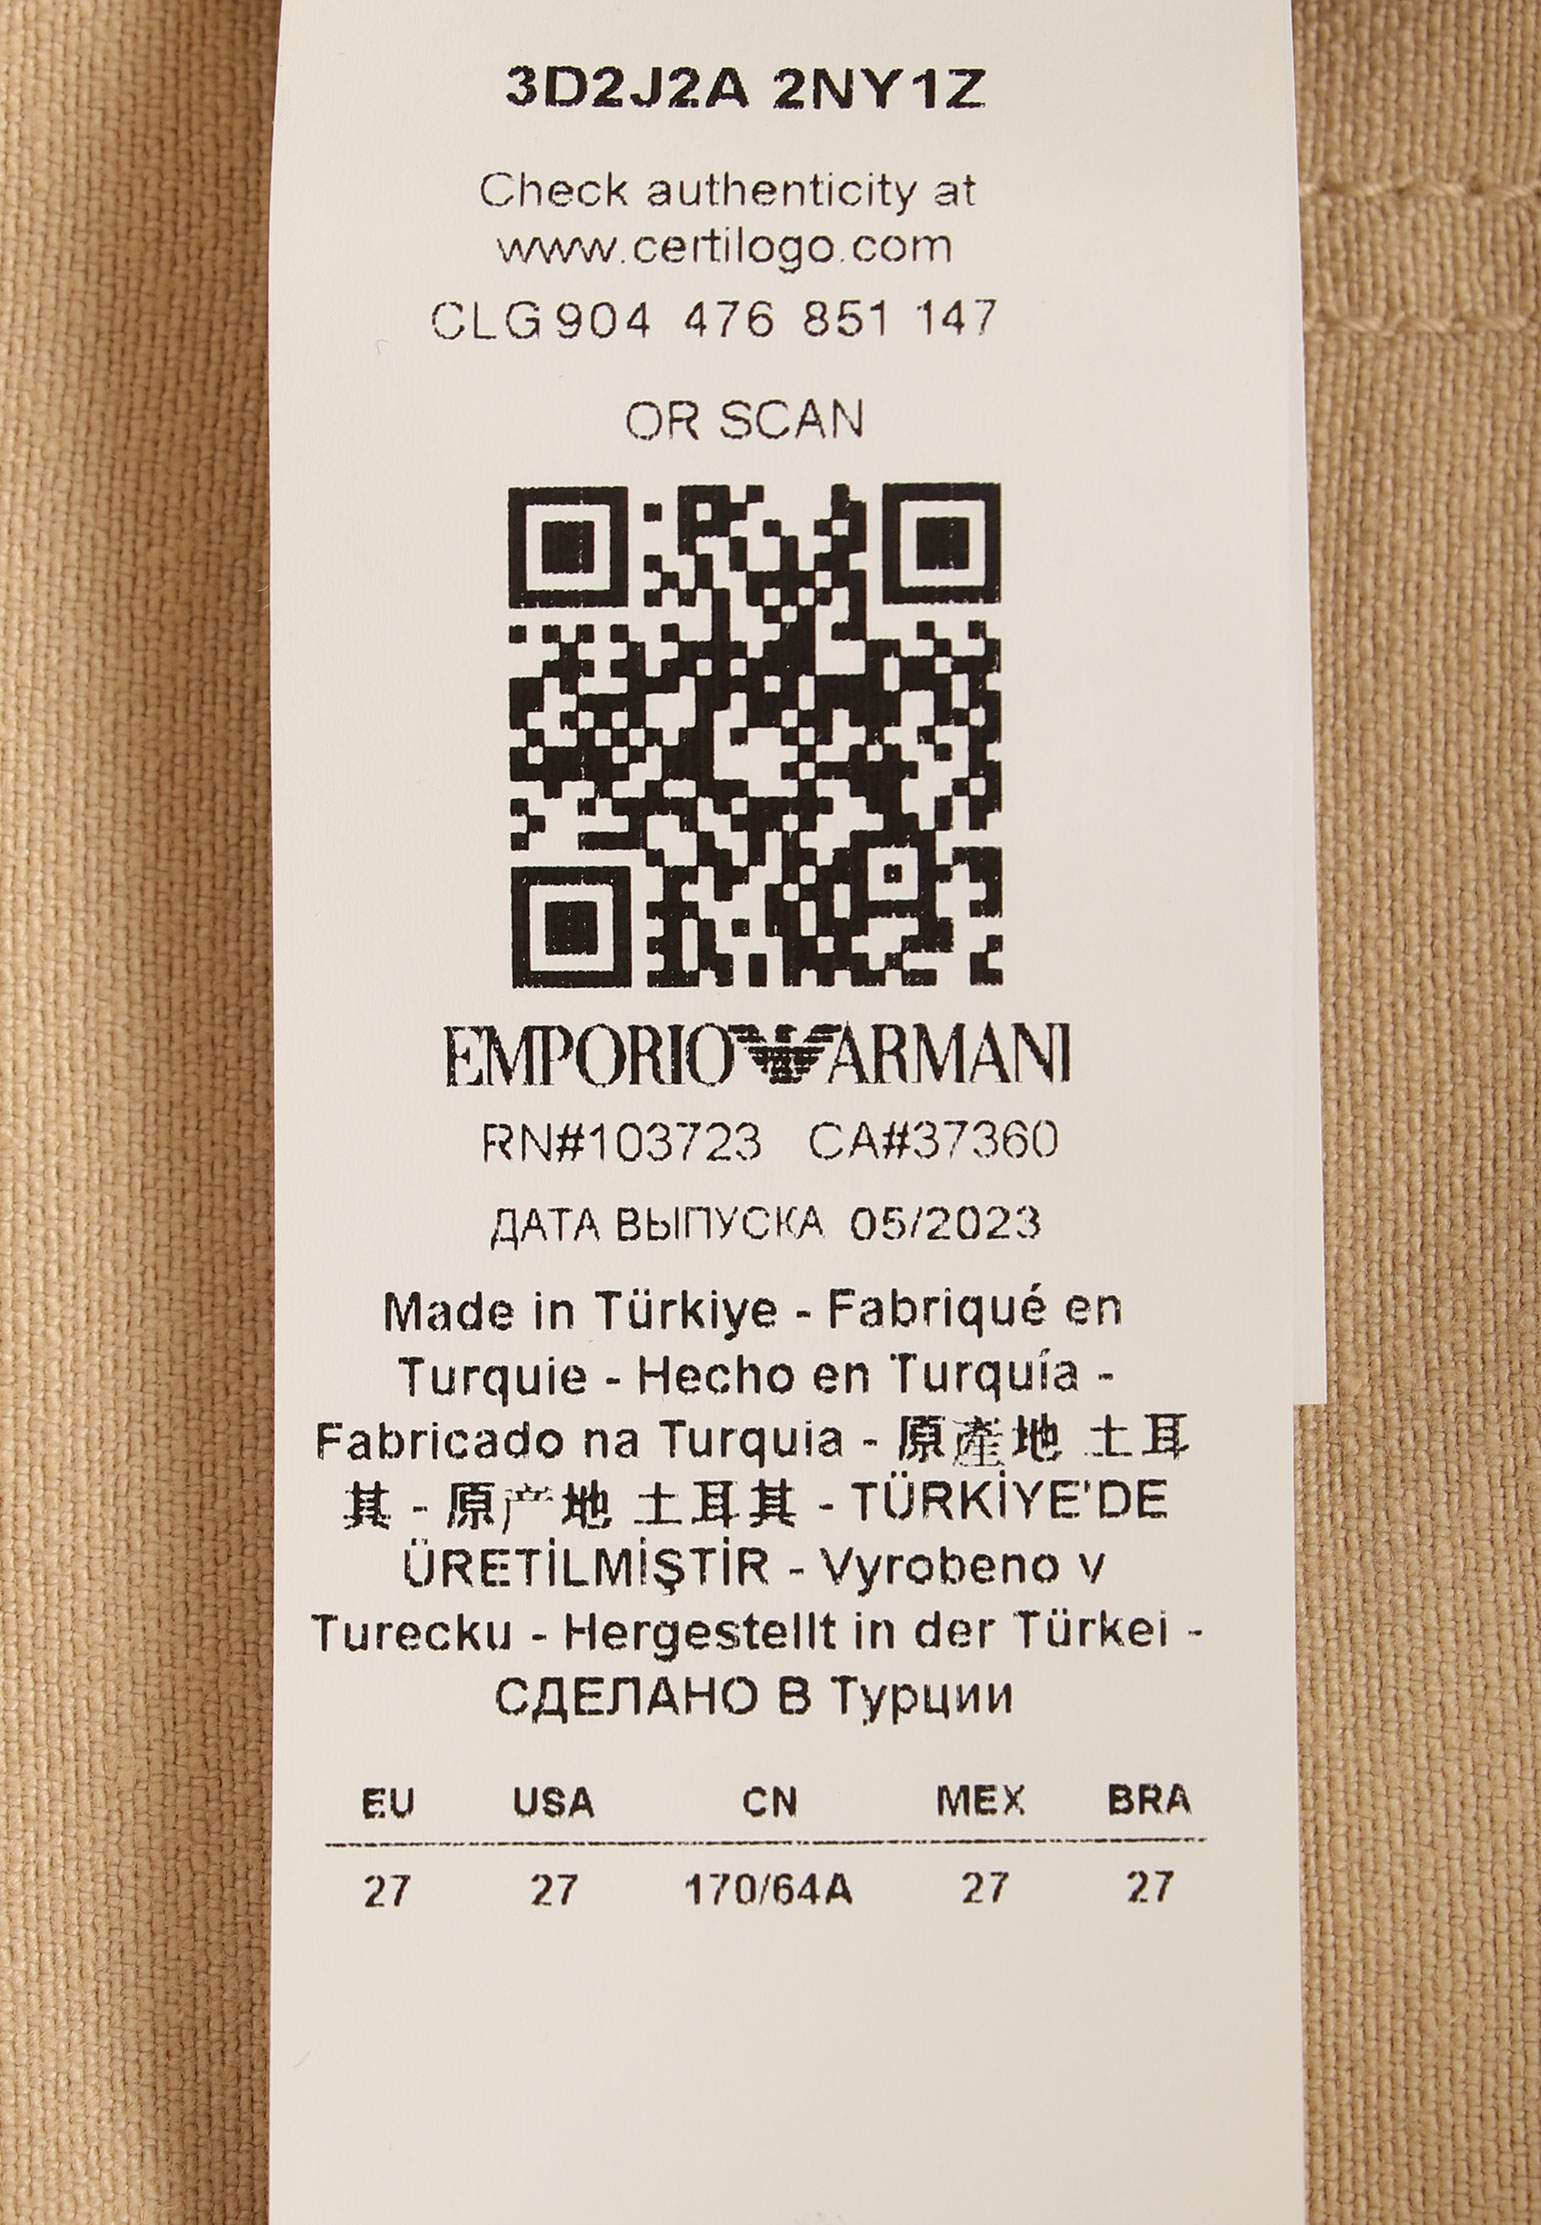 3D2J2A 2NY1Z
Check authenticity at
www.certilogo.com
CLG 904 476 851 147
OR SCAN
EMPORIO ARMANI
RN#103723 CA#37360
ДАТА ВЫПУСКА 05/2023
Made in Türkiye - Fabriqué en
Turquie - Hecho en Turquía -
Fabricado na Turquia - 原產地 土耳
其 - 原产地 土耳其 - TÜRKİYE'DE
ÜRETİLMİŞTİR - Vyrobeno v
Turecku - Hergestellt in der Türkei -
СДЕЛАНО В Турции
EU USA CN MEX BRA
27 27 170/64A 27 27